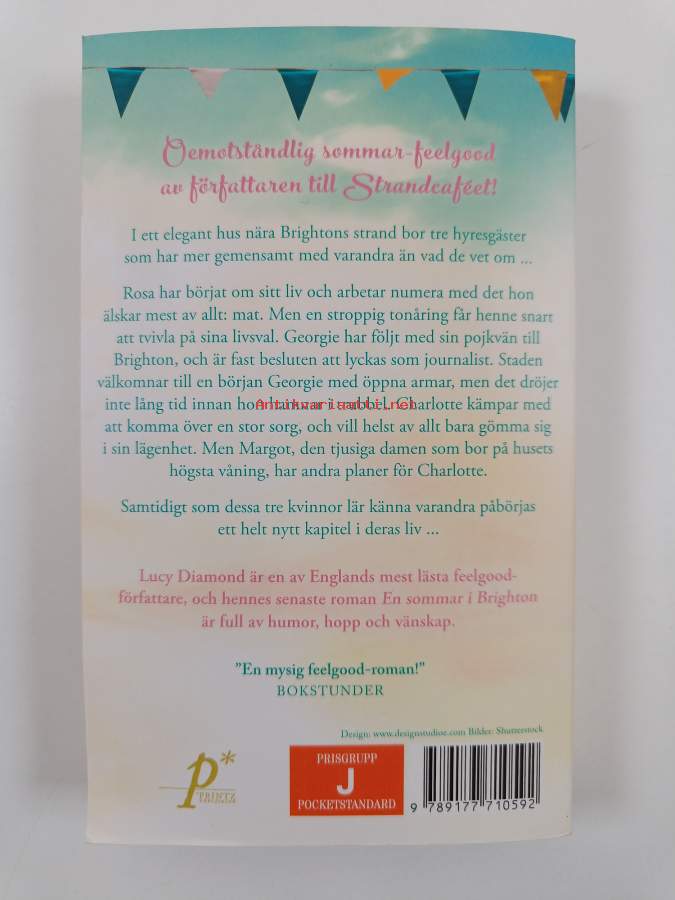 Oemotståndlig sommar-feelgood
av författaren till Strandcaféet!
I ett elegant hus nära Brightons strand bor tre hyresgäster
som har mer gemensamt med varandra än vad de vet om ...
Rosa har börjat om sitt liv och arbetar numera med det hon
älskar mest av allt: mat. Men en stroppig tonåring får henne snart
att tvivla på sina livsval. Georgie har följt med sin pojkvän till
Brighton, och är fast besluten att lyckas som journalist. Staden
välkomnar till en början Georgie med öppna armar, men det dröjer
inte lång tid innan hon hamnar i trubbel. Charlotte kämpar med
Antikvariaatti.net
att komma över en stor sorg, och vill helst av allt bara gömma sig
i sin lägenhet. Men Margot, den tjusiga damen som bor på husets
högsta våning, har andra planer för Charlotte.
Samtidigt som dessa tre kvinnor lär känna varandra påbörjas
ett helt nytt kapitel i deras liv ...
Lucy Diamond är en av Englands mest lästa feelgood-
författare, och hennes senaste roman En sommar i Brighton
är full av humor, hopp och vänskap.
”En mysig feelgood-roman!”
BOKSTUNDER
Design: www.designstudioe.com Bilder: Shutterstock
P*
PRINTZ
PRISGRUPP
J
POCKETSTANDARD
9 789177 710592